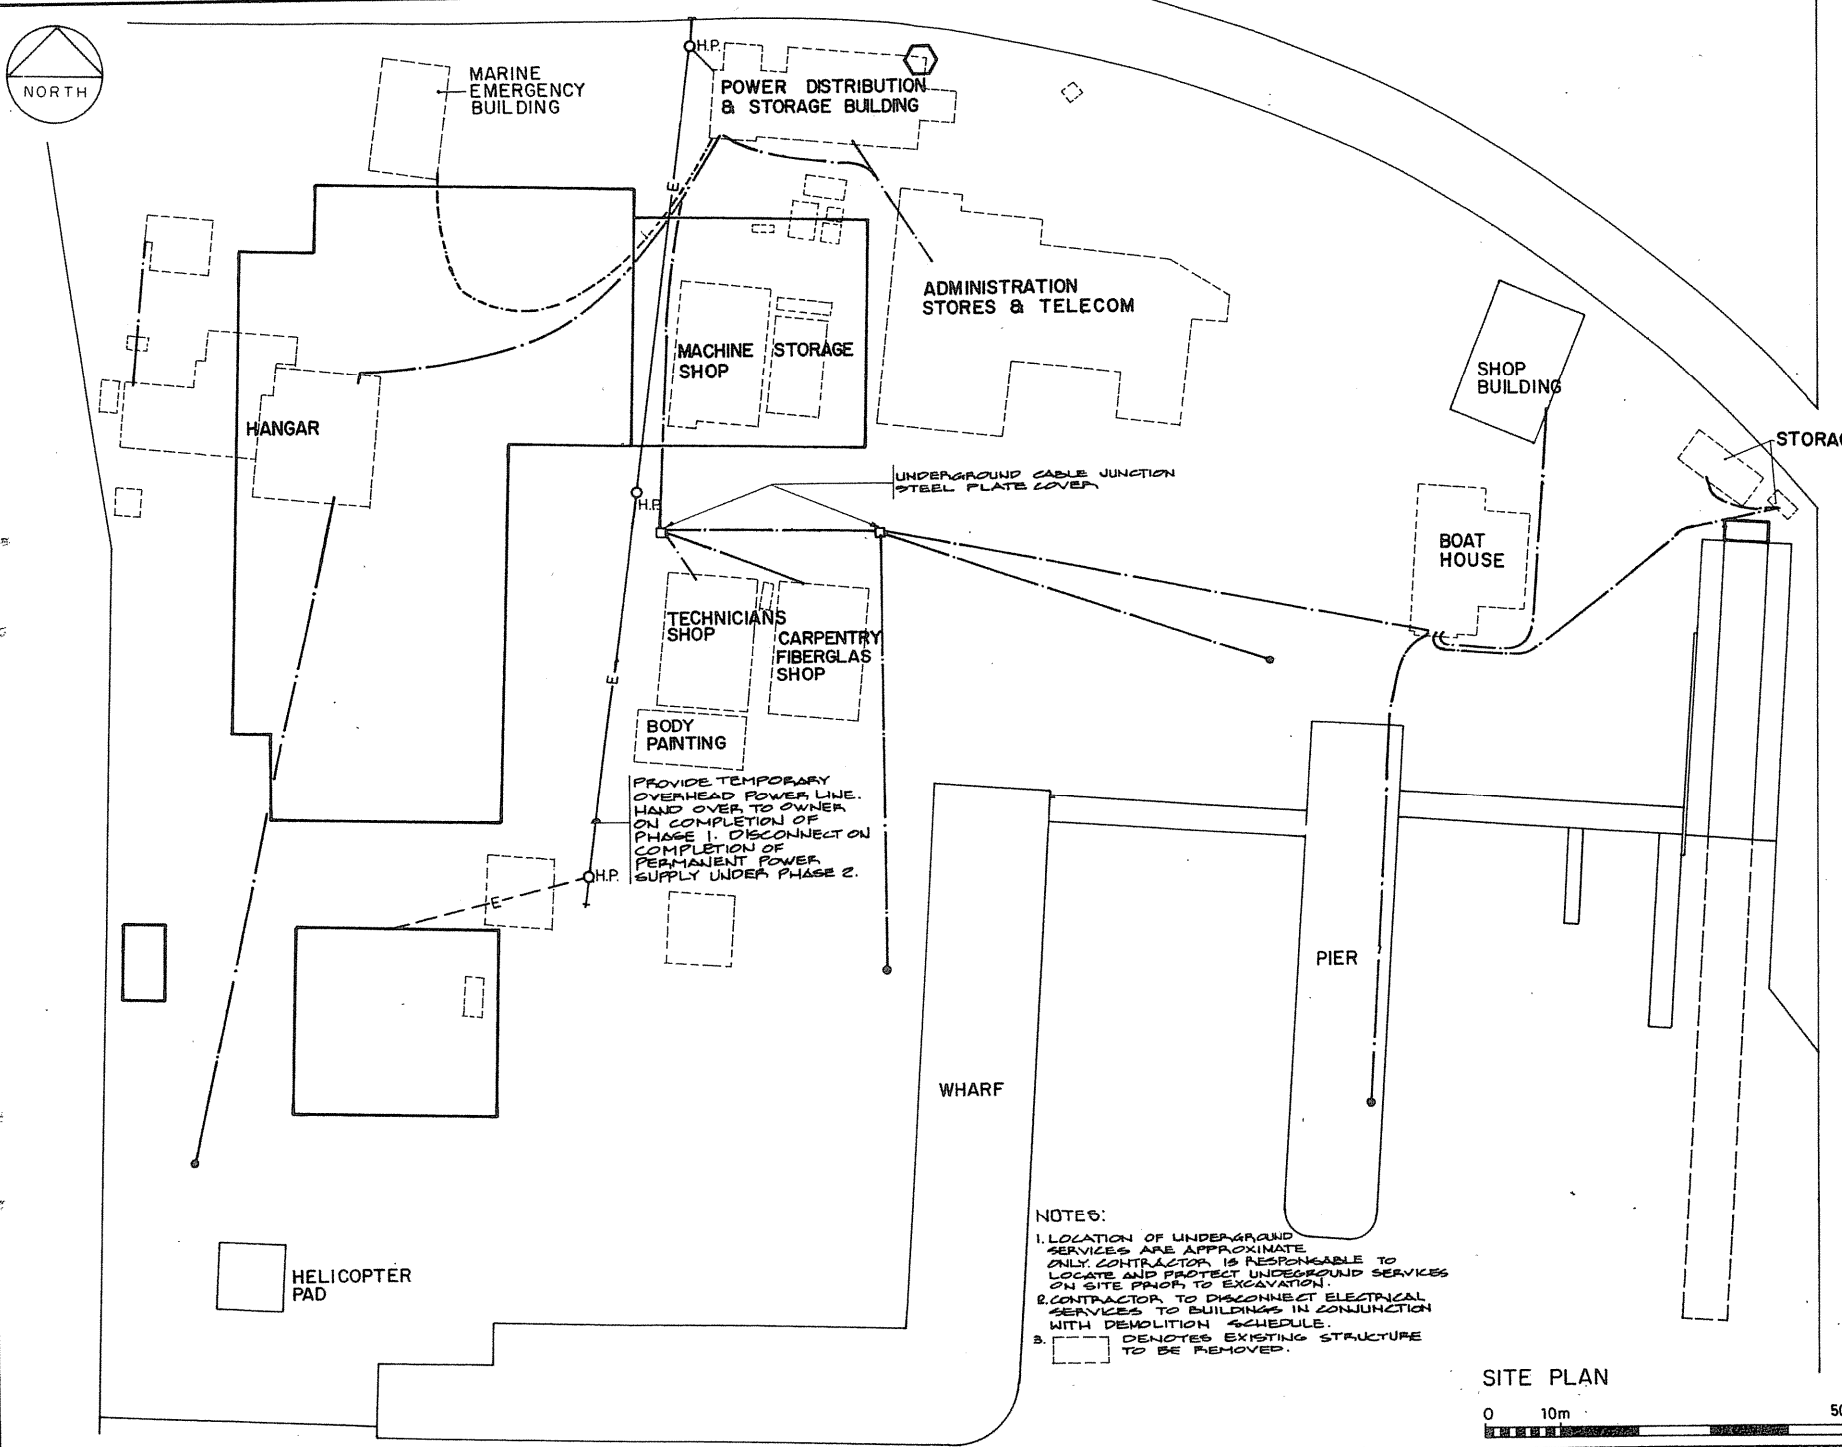 NORTH
MARINE
EMERGENCY
BUILDING
H.P.
POWER DISTRIBUTION
& STORAGE BUILDING
E
ADMINISTRATION
STORES & TELECOM
MACHINE
SHOP
STORAGE
HANGAR
SHOP
BUILDING
STORAG
UNDERGROUND CABLE JUNCTION
STEEL PLATE COVER
H.P.
BOAT
HOUSE
TECHNICIANS
SHOP
CARPENTRY
FIBERGLAS
SHOP
E
BODY
PAINTING
PROVIDE TEMPORARY
OVERHEAD POWER LINE.
HAND OVER TO OWNER
ON COMPLETION OF
PHASE 1. DISCONNECT ON
COMPLETION OF
PERMANENT POWER
SUPPLY UNDER PHASE 2.
H.P.
E
PIER
WHARF
HELICOPTER
PAD
NOTES:
1. LOCATION OF UNDERGROUND
SERVICES ARE APPROXIMATE
ONLY. CONTRACTOR IS RESPONSABLE TO
LOCATE AND PROTECT UNDEGROUND SERVICES
ON SITE PRIOR TO EXCAVATION.
2. CONTRACTOR TO DISCONNECT ELECTRICAL
SERVICES TO BUILDINGS IN CONJUNCTION
WITH DEMOLITION SCHEDULE.
3. DENOTES EXISTING STRUCTURE
TO BE REMOVED.
SITE PLAN
0 10m 50